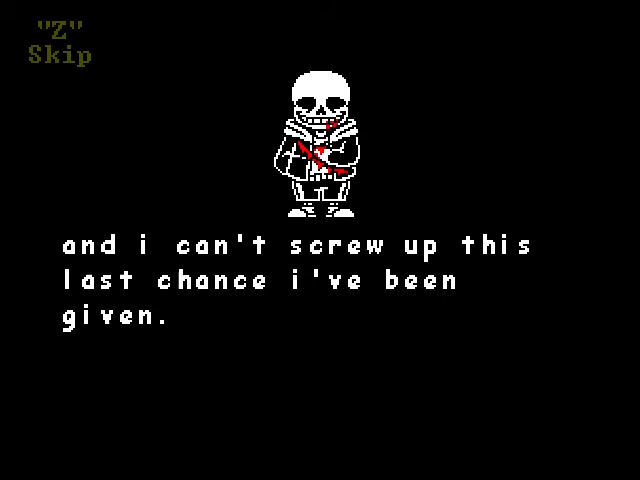 "Z"
Skip
and i can't screw up this
last chance i've been
given.